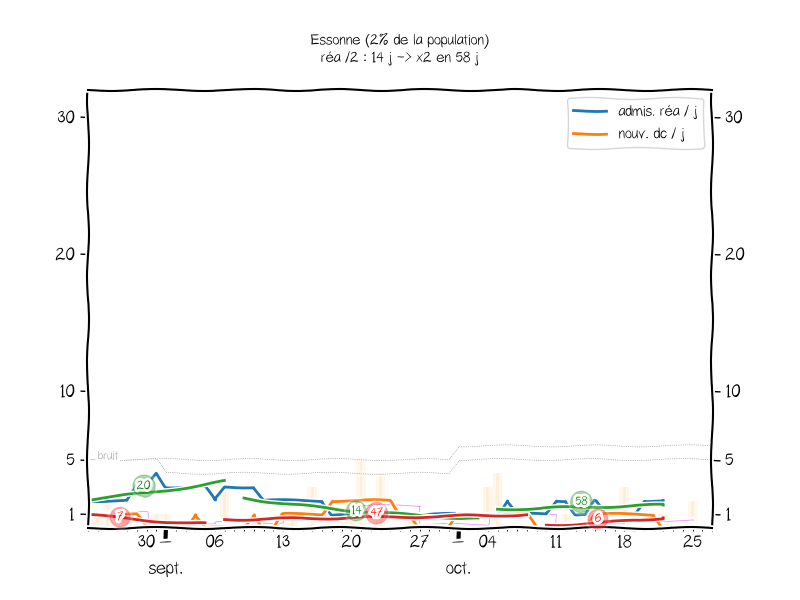 Essonne (2% de la population)
réa /2 : 14 j -> x2 en 58 j
admis. réa / j
nouv. dc / j
30
30
20
20
10
10
bruit
5
5
20
58
14
47
7
6
1
1
30 06 13 20 27 04 11 18 25
sept. oct.